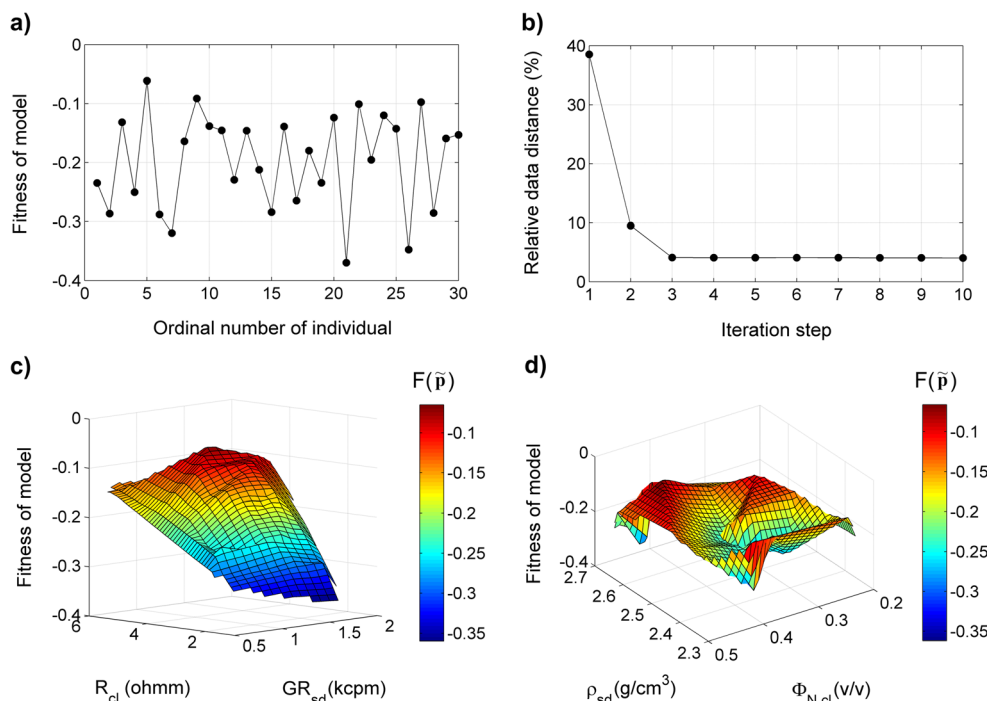 a)
0
-0.1
-0.2
-0.3
-0.4
Fitness of model
0 5 10 15 20 25 30
Ordinal number of individual
b)
40
30
20
10
0
Relative data distance (%)
1 2 3 4 5 6 7 8 9 10
Iteration step
c)
0
-0.1
-0.2
-0.3
-0.4
Fitness of model
6 4 2
0.5 1 1.5 2
R_cl (ohmm)
GR_sd (kcpm)
F(p̃)
-0.1
-0.15
-0.2
-0.25
-0.3
-0.35
d)
0
-0.2
-0.4
Fitness of model
2.7 2.6 2.5 2.4 2.3
0.5 0.4 0.3 0.2
ρ_sd (g/cm³)
Φ_N,cl (v/v)
F(p̃)
-0.1
-0.15
-0.2
-0.25
-0.3
-0.35